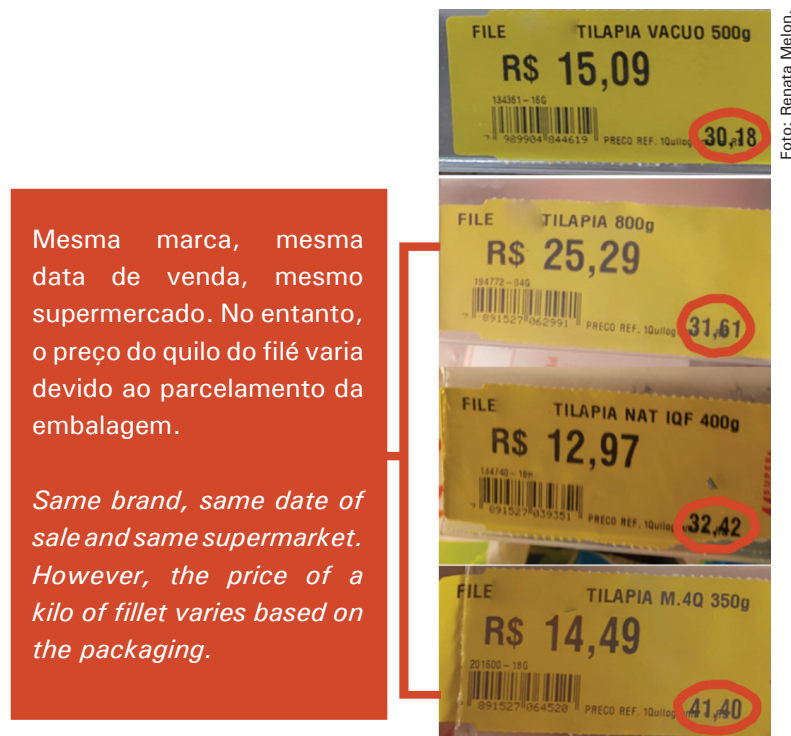 Foto: Renata Melon.
FILE TILAPIA VACUO 500g
R$ 15,09
134351-16G
7 989904 844619 PRECO REF. 1Quilog 30,18
Mesma marca, mesma
data de venda, mesmo
supermercado. No entanto,
o preço do quilo do filé varia
devido ao parcelamento da
embalagem.
Same brand, same date of
sale and same supermarket.
However, the price of a
kilo of fillet varies based on
the packaging.
FILE TILAPIA 800g
R$ 25,29
194772-04G
7 891527 062991 PRECO REF. 1Quilog 31,61
FILE TILAPIA NAT IQF 400g
R$ 12,97
134740-18H
7 891527 039351 PRECO REF. 1Quilog 32,42
FILE TILAPIA M.4Q 350g
R$ 14,49
201600-18G
891527 064520 PRECO REF. 1Quilog 41,40